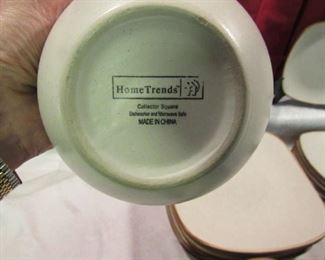 HomeTrends
Collector Square
Dishwasher and Microwave Safe
MADE IN CHINA